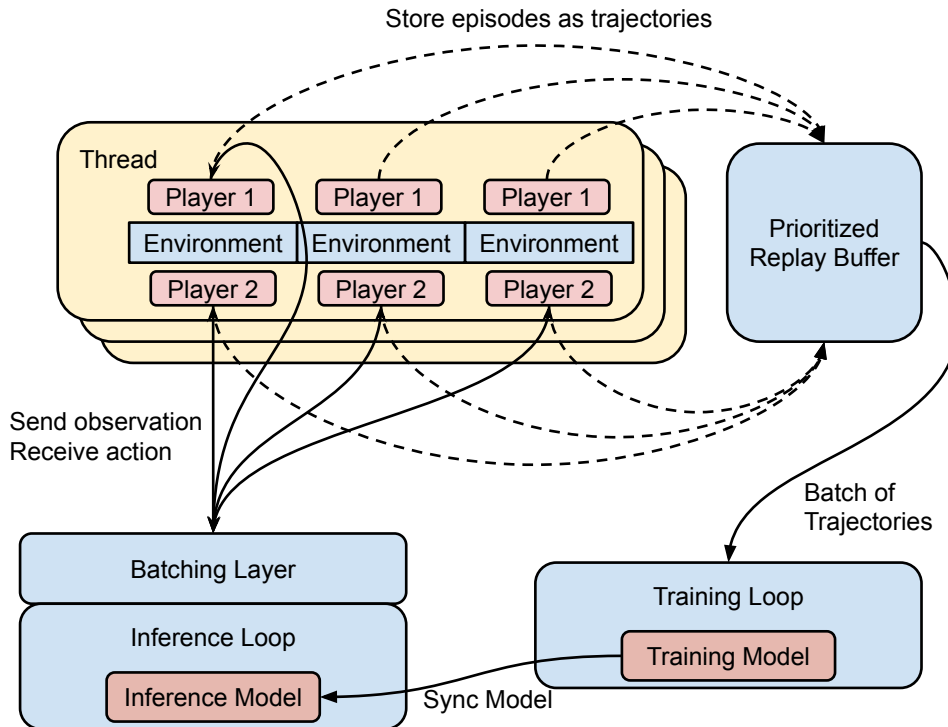 Store episodes as trajectories
Thread
Player 1
Player 1
Player 1
Environment
Environment
Environment
Player 2
Player 2
Player 2
Prioritized
Replay Buffer
Send observation
Receive action
Batch of
Trajectories
Batching Layer
Inference Loop
Inference Model
Training Loop
Training Model
Sync Model